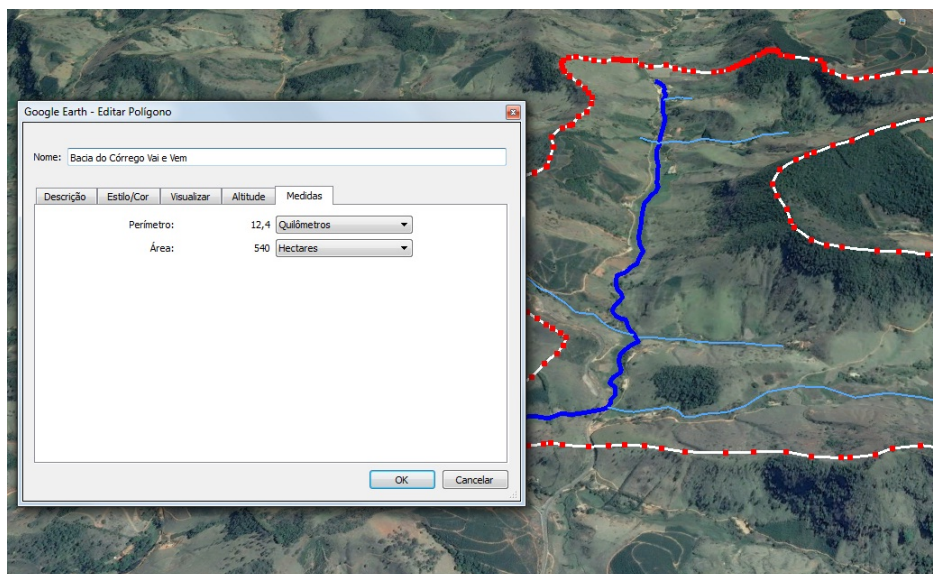 Google Earth - Editar Polígono
Nome: Bacia do Córrego Vai e Vem
Descrição Estilo/Cor Visualizar Altitude Medidas
Perímetro: 12,4 Quilômetros
Área: 540 Hectares
OK Cancelar